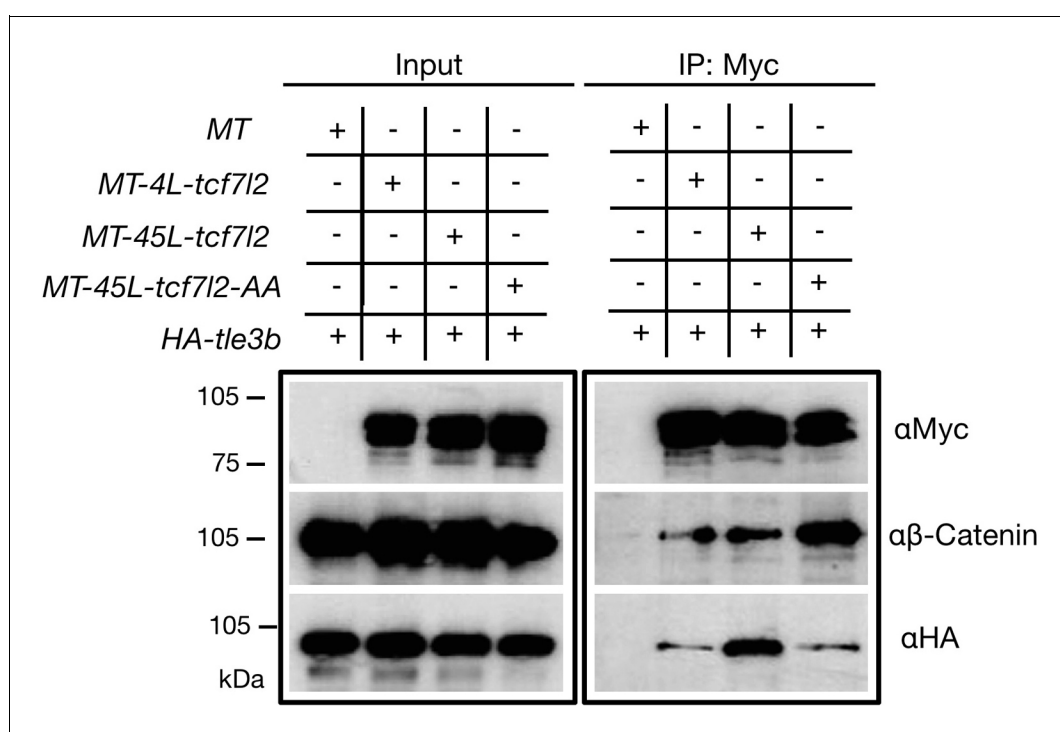 Input IP: Myc
MT + - - - + - - -
MT-4L-tcf7l2 - + - - - + - -
MT-45L-tcf7l2 - - + - - - + -
MT-45L-tcf7l2-AA - - - + - - - +
HA-tle3b + + + + + + + +
105
αMyc
75
105 αβ-Catenin
105
αHA
kDa